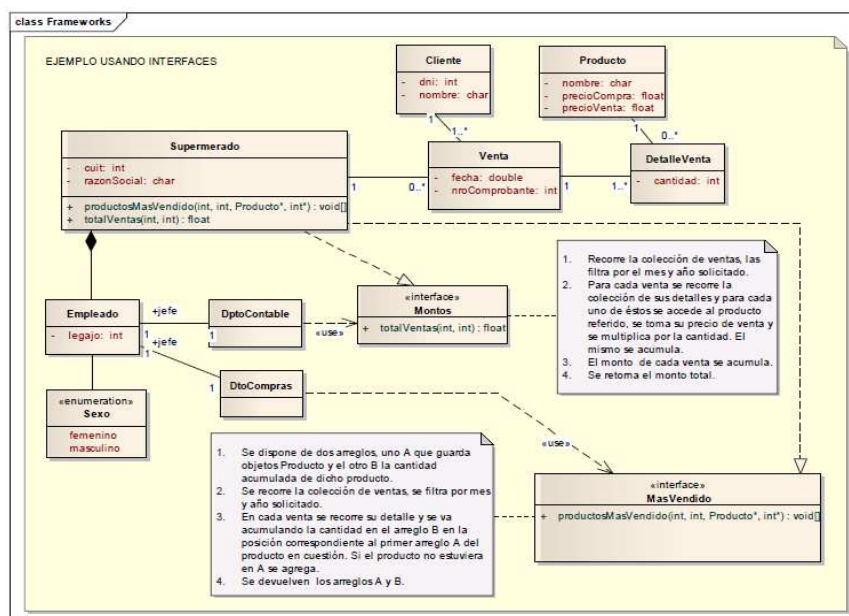 class Frameworks
EJEMPLO USANDO INTERFACES
Cliente
- dni: int
- nombre: char
Producto
- nombre: char
- precioCompra: float
- precioVenta: float
1
1..*
1
0..*
Supermerado
- cuit: int
- razonSocial: char
+ productosMasVendido(int, int, Producto*, int*) : void[]
+ totalVentas(int, int) : float
1
0..*
Venta
- fecha: double
- nroComprobante: int
1
1..*
DetalleVenta
- cantidad: int
Empleado
- legajo: int
+jefe
1
1
DptoContable
«use»
«interface»
Montos
+ totalVentas(int, int) : float
1. Recorre la colección de ventas, las
filtra por el mes y año solicitado.
2. Para cada venta se recorre la
colección de sus detalles y para cada
uno de éstos se accede al producto
referido, se toma su precio de venta y
se multiplica por la cantidad. El
mismo se acumula.
3. El monto de cada venta se acumula.
4. Se retorna el monto total.
+jefe
1
1
DtoCompras
«use»
«enumeration»
Sexo
femenino
masculino
1. Se dispone de dos arreglos, uno A que guarda
objetos Producto y el otro B la cantidad
acumulada de dicho producto.
2. Se recorre la colección de ventas, se filtra por mes
y año solicitado.
3. En cada venta se recorre su detalle y se va
acumulando la cantidad en el arreglo B en la
posición correspondiente al primer arreglo A del
producto en cuestión. Si el producto no estuviera
en A se agrega.
4. Se devuelven los arreglos A y B.
«interface»
MasVendido
+ productosMasVendido(int, int, Producto*, int*) : void[]